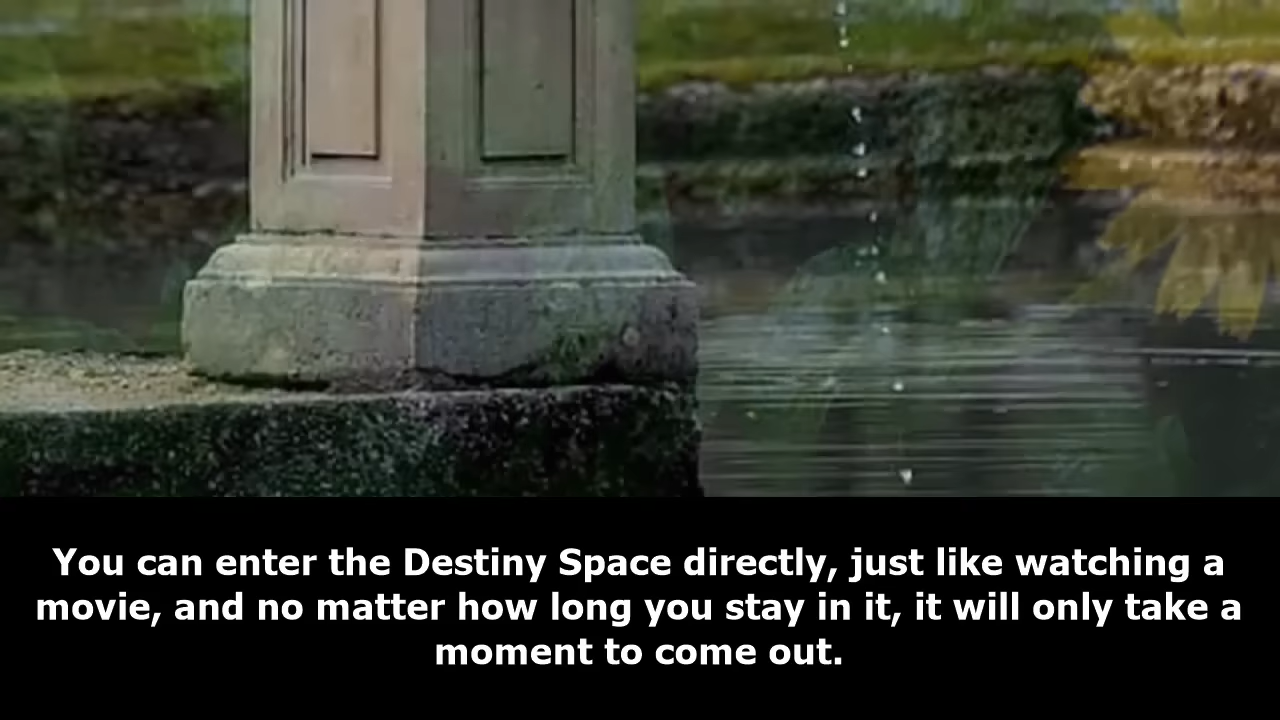 You can enter the Destiny Space directly, just like watching a
movie, and no matter how long you stay in it, it will only take a
moment to come out.